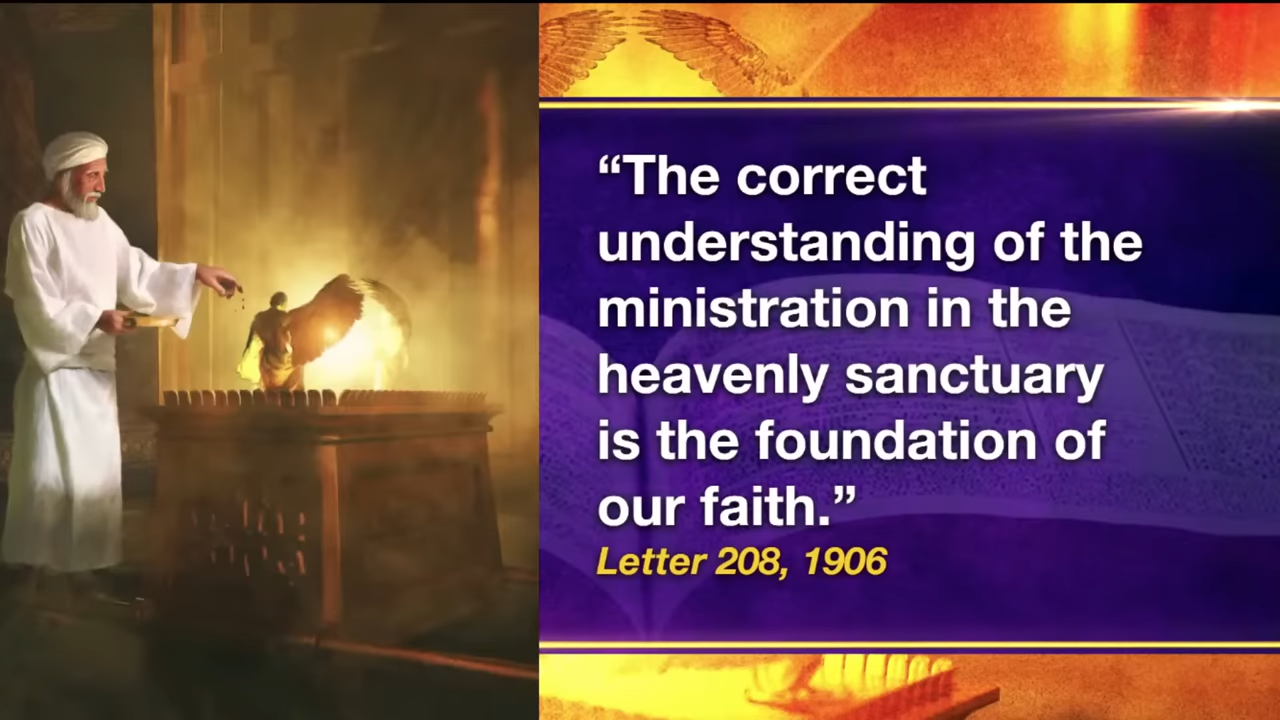 “The correct
understanding of the
ministration in the
heavenly sanctuary
is the foundation of
our faith.”
Letter 208, 1906